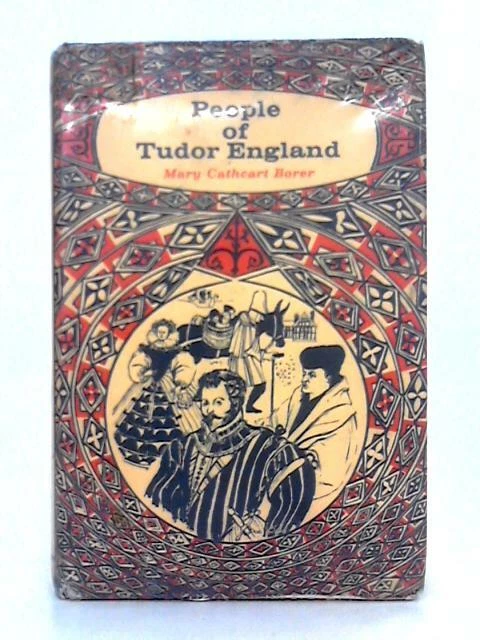 People
of
Tudor England
Mary Cathcart Borer